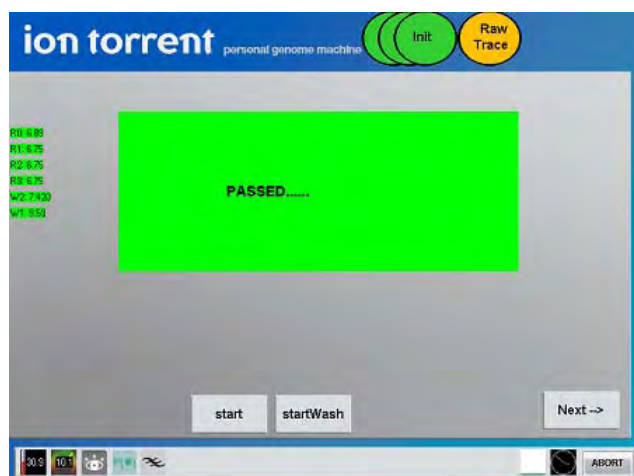 ion torrent personal genome machine
Init
Raw
Trace
R0: 6.89
R1: 6.75
R2: 6.75
R3: 6.75
W2: 7.430
W1: 9.59
PASSED......
start
startWash
Next -->
30.9
10.1
ABORT